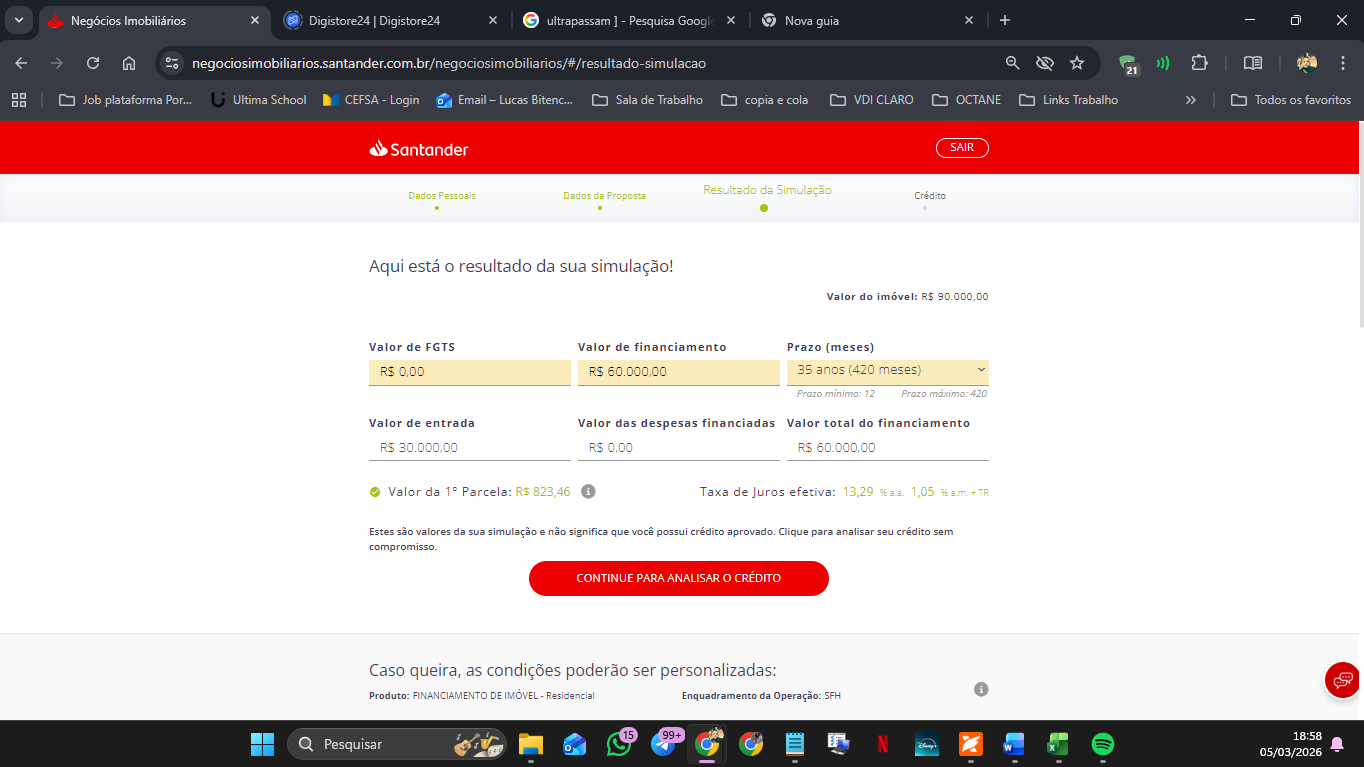 Negócios Imobiliários
Digistore24 | Digistore24
ultrapassam ] - Pesquisa Google
Nova guia
negociosimobiliarios.santander.com.br/negociosimobiliarios/#/resultado-simulacao
21
Job plataforma Por...
Ultima School
CEFSA - Login
Email – Lucas Bitenc...
Sala de Trabalho
copia e cola
VDI CLARO
OCTANE
Links Trabalho
Todos os favoritos
Santander
SAIR
Dados Pessoais
Dados da Proposta
Resultado da Simulação
Crédito
Aqui está o resultado da sua simulação!
Valor do imóvel: R$ 90.000,00
Valor de FGTS
Valor de financiamento
Prazo (meses)
R$ 0,00
R$ 60.000,00
35 anos (420 meses)
Prazo mínimo: 12
Prazo máximo: 420
Valor de entrada
Valor das despesas financiadas
Valor total do financiamento
R$ 30.000,00
R$ 0,00
R$ 60.000,00
Valor da 1º Parcela: R$ 823,46
Taxa de Juros efetiva: 13,29 % a.a. 1,05 % a.m. + TR
Estes são valores da sua simulação e não significa que você possui crédito aprovado. Clique para analisar seu crédito sem
compromisso.
CONTINUE PARA ANALISAR O CRÉDITO
Caso queira, as condições poderão ser personalizadas:
Produto: FINANCIAMENTO DE IMÓVEL - Residencial
Enquadramento da Operação: SFH
Pesquisar
15
99+
Disney+
18:58
05/03/2026